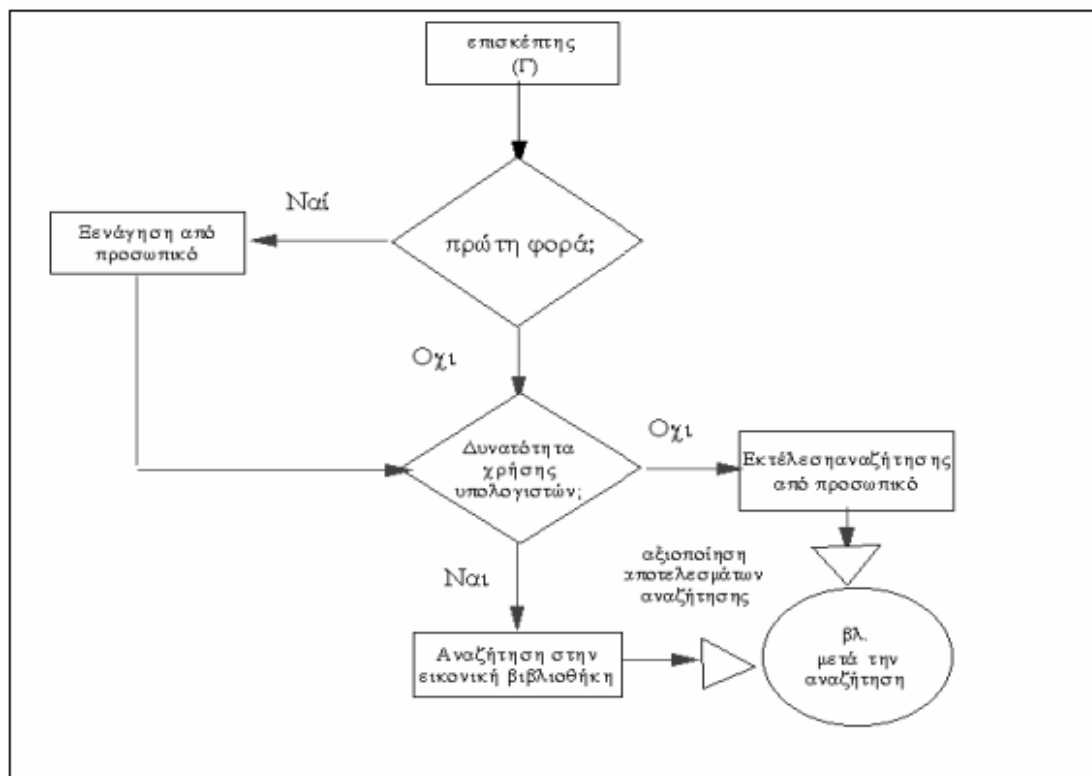 επισκέπτης
(Γ)
Ναί
Ξενάγηση από
προσωπικό
πρώτη φορά;
Οχι
Δυνατότητα
χρήσης
υπολογιστών;
Οχι
Εκτέλεσηαναζήτησης
από προσωπικό
Ναι
αξιοποίηση
αποτελεσμάτων
αναζήτησης
Αναζήτηση στην
εικονική βιβλιοθήκη
βλ.
μετά την
αναζήτηση